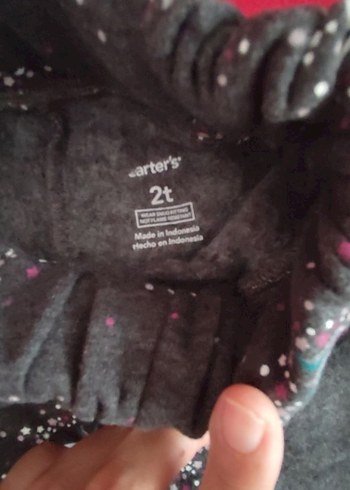 carter's
2t
WEAR SNUG-FITTING
NOT FLAME RESISTANT
Made in Indonesia
Hecho en Indonesia